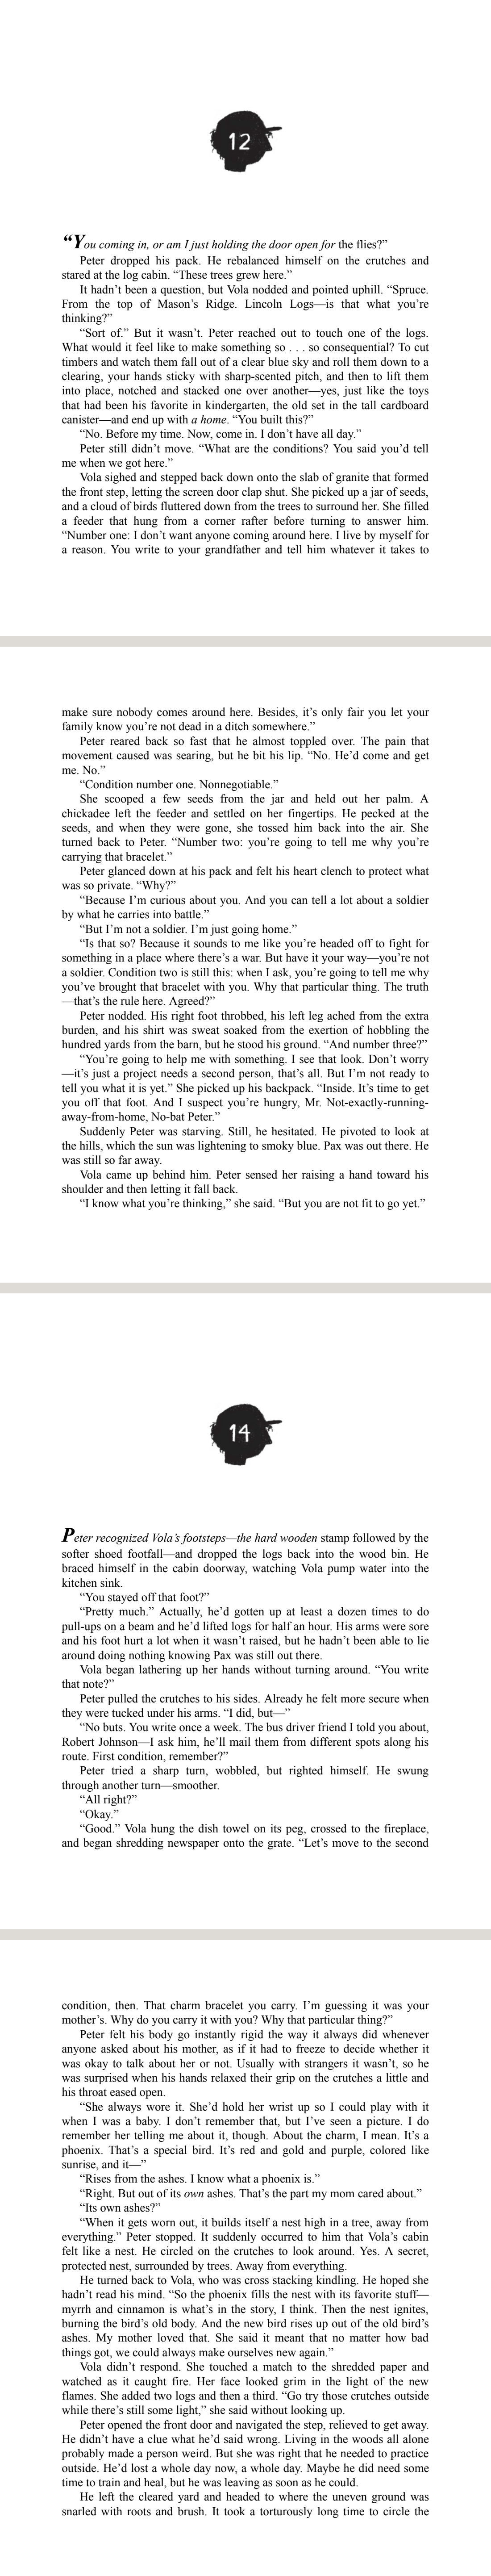 12
“You coming in, or am I just holding the door open for the flies?”
Peter dropped his pack. He rebalanced himself on the crutches and
stared at the log cabin. “These trees grew here.”
It hadn’t been a question, but Vola nodded and pointed uphill. “Spruce.
From the top of Mason’s Ridge. Lincoln Logs—is that what you’re
thinking?”
“Sort of.” But it wasn’t. Peter reached out to touch one of the logs.
What would it feel like to make something so . . . so consequential? To cut
timbers and watch them fall out of a clear blue sky and roll them down to a
clearing, your hands sticky with sharp-scented pitch, and then to lift them
into place, notched and stacked one over another—yes, just like the toys
that had been his favorite in kindergarten, the old set in the tall cardboard
canister—and end up with a home. “You built this?”
“No. Before my time. Now, come in. I don’t have all day.”
Peter still didn’t move. “What are the conditions? You said you’d tell
me when we got here.”
Vola sighed and stepped back down onto the slab of granite that formed
the front step, letting the screen door clap shut. She picked up a jar of seeds,
and a cloud of birds fluttered down from the trees to surround her. She filled
a feeder that hung from a corner rafter before turning to answer him.
“Number one: I don’t want anyone coming around here. I live by myself for
a reason. You write to your grandfather and tell him whatever it takes to
make sure nobody comes around here. Besides, it’s only fair you let your
family know you’re not dead in a ditch somewhere.”
Peter reared back so fast that he almost toppled over. The pain that
movement caused was searing, but he bit his lip. “No. He’d come and get
me. No.”
“Condition number one. Nonnegotiable.”
She scooped a few seeds from the jar and held out her palm. A
chickadee left the feeder and settled on her fingertips. He pecked at the
seeds, and when they were gone, she tossed him back into the air. She
turned back to Peter. “Number two: you’re going to tell me why you’re
carrying that bracelet.”
Peter glanced down at his pack and felt his heart clench to protect what
was so private. “Why?”
“Because I’m curious about you. And you can tell a lot about a soldier
by what he carries into battle.”
“But I’m not a soldier. I’m just going home.”
“Is that so? Because it sounds to me like you’re headed off to fight for
something in a place where there’s a war. But have it your way—you’re not
a soldier. Condition two is still this: when I ask, you’re going to tell me why
you’ve brought that bracelet with you. Why that particular thing. The truth
—that’s the rule here. Agreed?”
Peter nodded. His right foot throbbed, his left leg ached from the extra
burden, and his shirt was sweat soaked from the exertion of hobbling the
hundred yards from the barn, but he stood his ground. “And number three?”
“You’re going to help me with something. I see that look. Don’t worry
—it’s just a project needs a second person, that’s all. But I’m not ready to
tell you what it is yet.” She picked up his backpack. “Inside. It’s time to get
you off that foot. And I suspect you’re hungry, Mr. Not-exactly-running-
away-from-home, No-bat Peter.”
Suddenly Peter was starving. Still, he hesitated. He pivoted to look at
the hills, which the sun was lightening to smoky blue. Pax was out there. He
was still so far away.
Vola came up behind him. Peter sensed her raising a hand toward his
shoulder and then letting it fall back.
“I know what you’re thinking,” she said. “But you are not fit to go yet.”
14
Peter recognized Vola’s footsteps—the hard wooden stamp followed by the
softer shoed footfall—and dropped the logs back into the wood bin. He
braced himself in the cabin doorway, watching Vola pump water into the
kitchen sink.
“You stayed off that foot?”
“Pretty much.” Actually, he’d gotten up at least a dozen times to do
pull-ups on a beam and he’d lifted logs for half an hour. His arms were sore
and his foot hurt a lot when it wasn’t raised, but he hadn’t been able to lie
around doing nothing knowing Pax was still out there.
Vola began lathering up her hands without turning around. “You write
that note?”
Peter pulled the crutches to his sides. Already he felt more secure when
they were tucked under his arms. “I did, but—”
“No buts. You write once a week. The bus driver friend I told you about,
Robert Johnson—I ask him, he’ll mail them from different spots along his
route. First condition, remember?”
Peter tried a sharp turn, wobbled, but righted himself. He swung
through another turn—smoother.
“All right?”
“Okay.”
“Good.” Vola hung the dish towel on its peg, crossed to the fireplace,
and began shredding newspaper onto the grate. “Let’s move to the second
condition, then. That charm bracelet you carry. I’m guessing it was your
mother’s. Why do you carry it with you? Why that particular thing?”
Peter felt his body go instantly rigid the way it always did whenever
anyone asked about his mother, as if it had to freeze to decide whether it
was okay to talk about her or not. Usually with strangers it wasn’t, so he
was surprised when his hands relaxed their grip on the crutches a little and
his throat eased open.
“She always wore it. She’d hold her wrist up so I could play with it
when I was a baby. I don’t remember that, but I’ve seen a picture. I do
remember her telling me about it, though. About the charm, I mean. It’s a
phoenix. That’s a special bird. It’s red and gold and purple, colored like
sunrise, and it—”
“Rises from the ashes. I know what a phoenix is.”
“Right. But out of its own ashes. That’s the part my mom cared about.”
“Its own ashes?”
“When it gets worn out, it builds itself a nest high in a tree, away from
everything.” Peter stopped. It suddenly occurred to him that Vola’s cabin
felt like a nest. He circled on the crutches to look around. Yes. A secret,
protected nest, surrounded by trees. Away from everything.
He turned back to Vola, who was cross stacking kindling. He hoped she
hadn’t read his mind. “So the phoenix fills the nest with its favorite stuff—
myrrh and cinnamon is what’s in the story, I think. Then the nest ignites,
burning the bird’s old body. And the new bird rises up out of the old bird’s
ashes. My mother loved that. She said it meant that no matter how bad
things got, we could always make ourselves new again.”
Vola didn’t respond. She touched a match to the shredded paper and
watched as it caught fire. Her face looked grim in the light of the new
flames. She added two logs and then a third. “Go try those crutches outside
while there’s still some light,” she said without looking up.
Peter opened the front door and navigated the step, relieved to get away.
He didn’t have a clue what he’d said wrong. Living in the woods all alone
probably made a person weird. But she was right that he needed to practice
outside. He’d lost a whole day now, a whole day. Maybe he did need some
time to train and heal, but he was leaving as soon as he could.
He left the cleared yard and headed to where the uneven ground was
snarled with roots and brush. It took a torturously long time to circle the